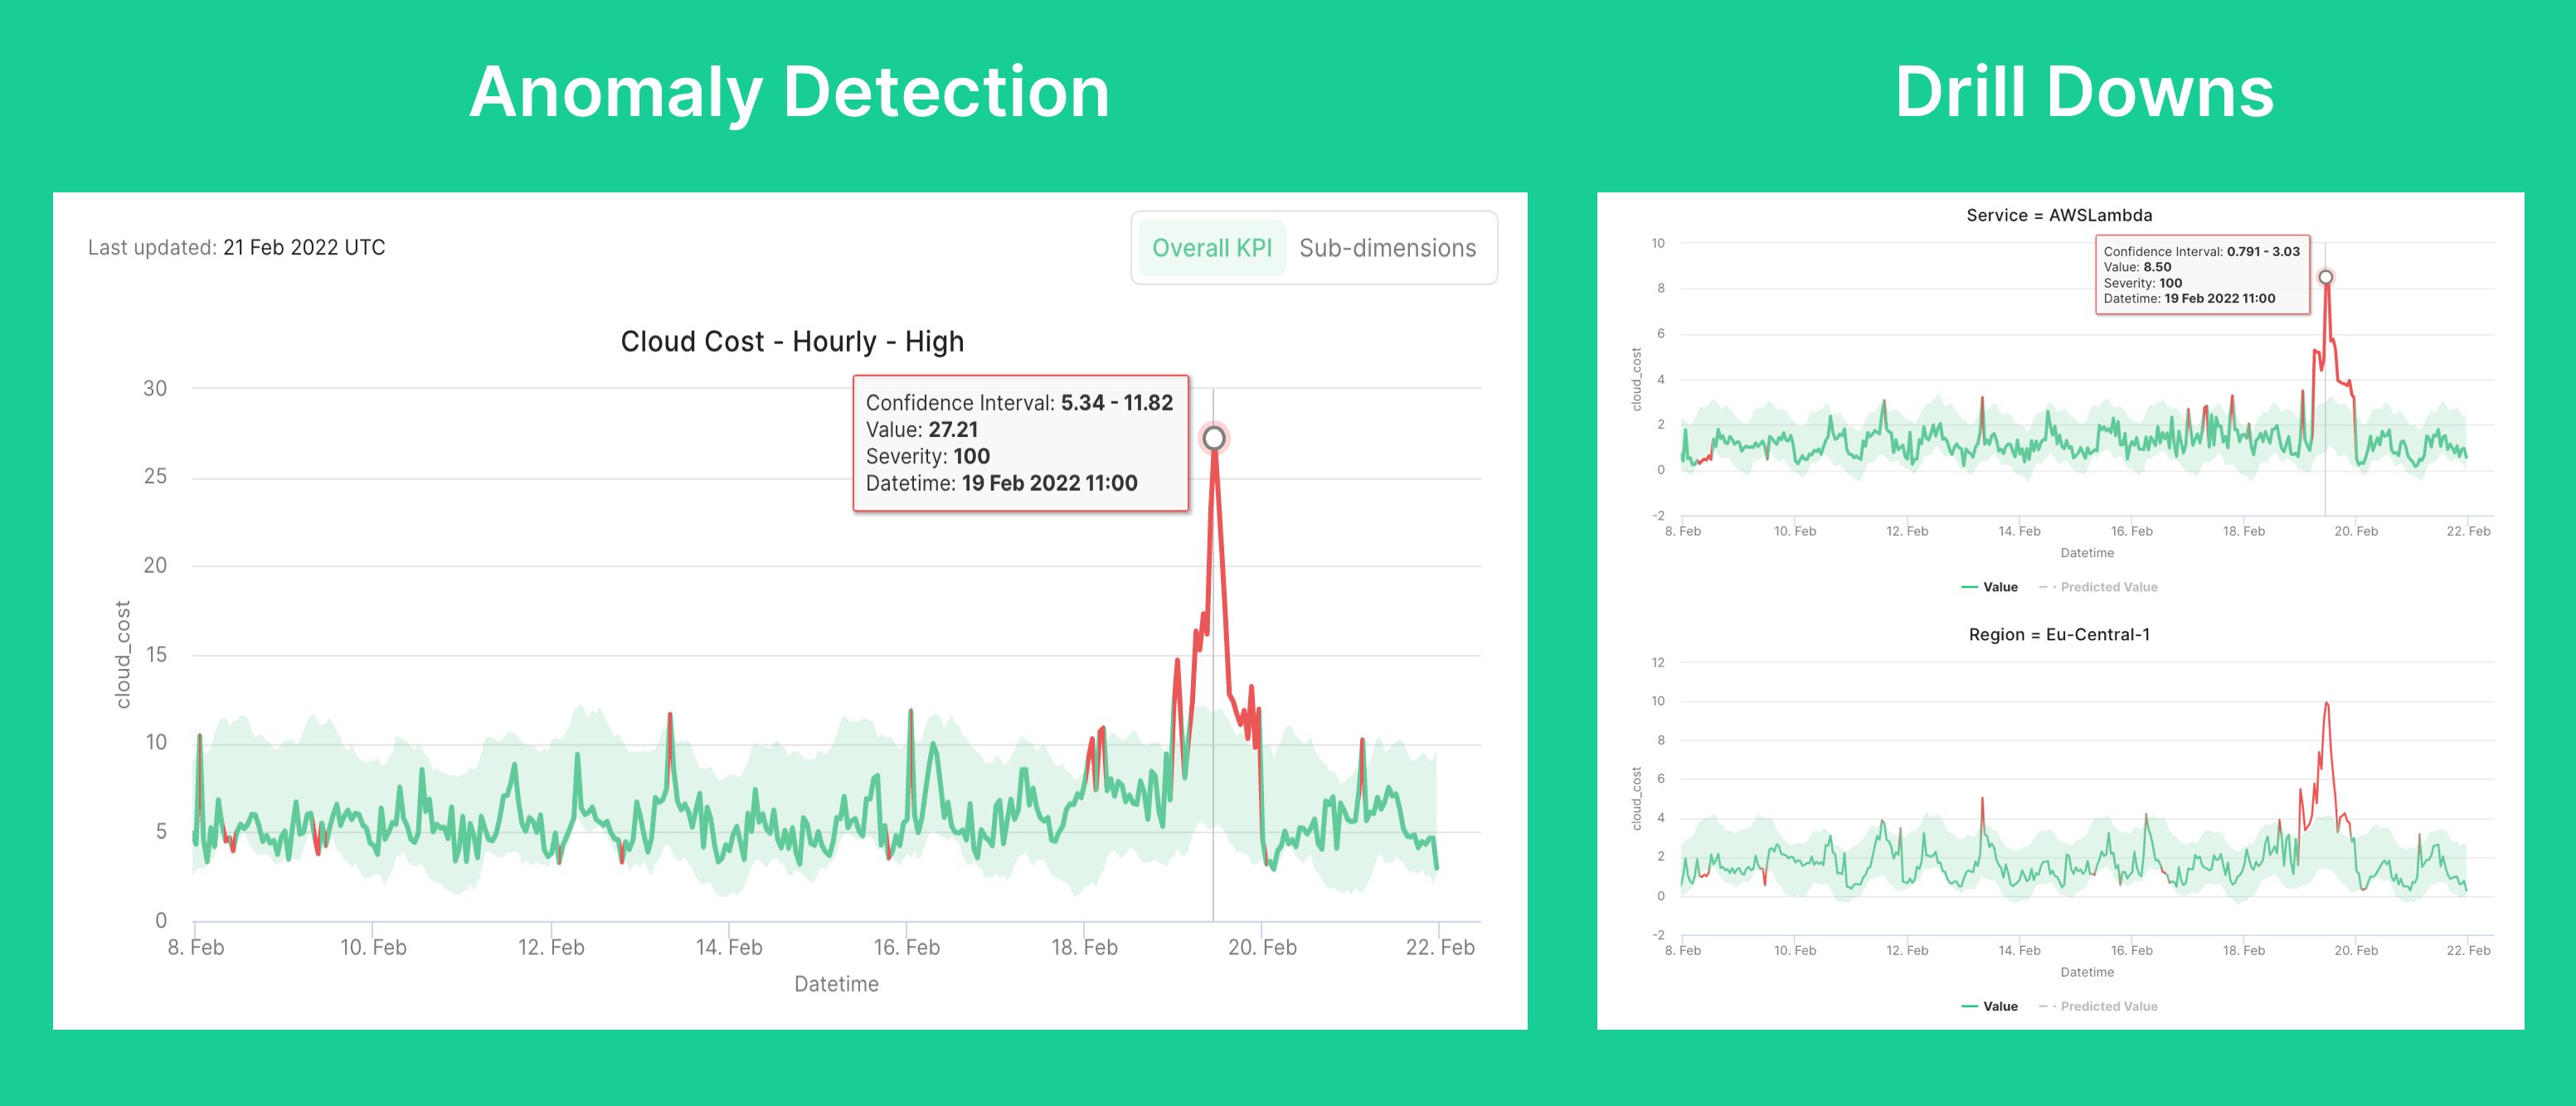 Anomaly Detection
Drill Downs
Last updated: 21 Feb 2022 UTC
Overall KPI
Sub-dimensions
Cloud Cost - Hourly - High
Confidence Interval: 5.34 - 11.82
Value: 27.21
Severity: 100
Datetime: 19 Feb 2022 11:00
30
25
20
15
10
5
0
cloud_cost
8. Feb
10. Feb
12. Feb
14. Feb
16. Feb
18. Feb
20. Feb
22. Feb
Datetime
Service = AWSLambda
Confidence Interval: 0.791 - 3.03
Value: 8.50
Severity: 100
Datetime: 19 Feb 2022 11:00
10
8
6
4
2
0
-2
cloud_cost
8. Feb
10. Feb
12. Feb
14. Feb
16. Feb
18. Feb
20. Feb
22. Feb
Datetime
Value
Predicted Value
Region = Eu-Central-1
12
10
8
6
4
2
0
-2
cloud_cost
8. Feb
10. Feb
12. Feb
14. Feb
16. Feb
18. Feb
20. Feb
22. Feb
Datetime
Value
Predicted Value